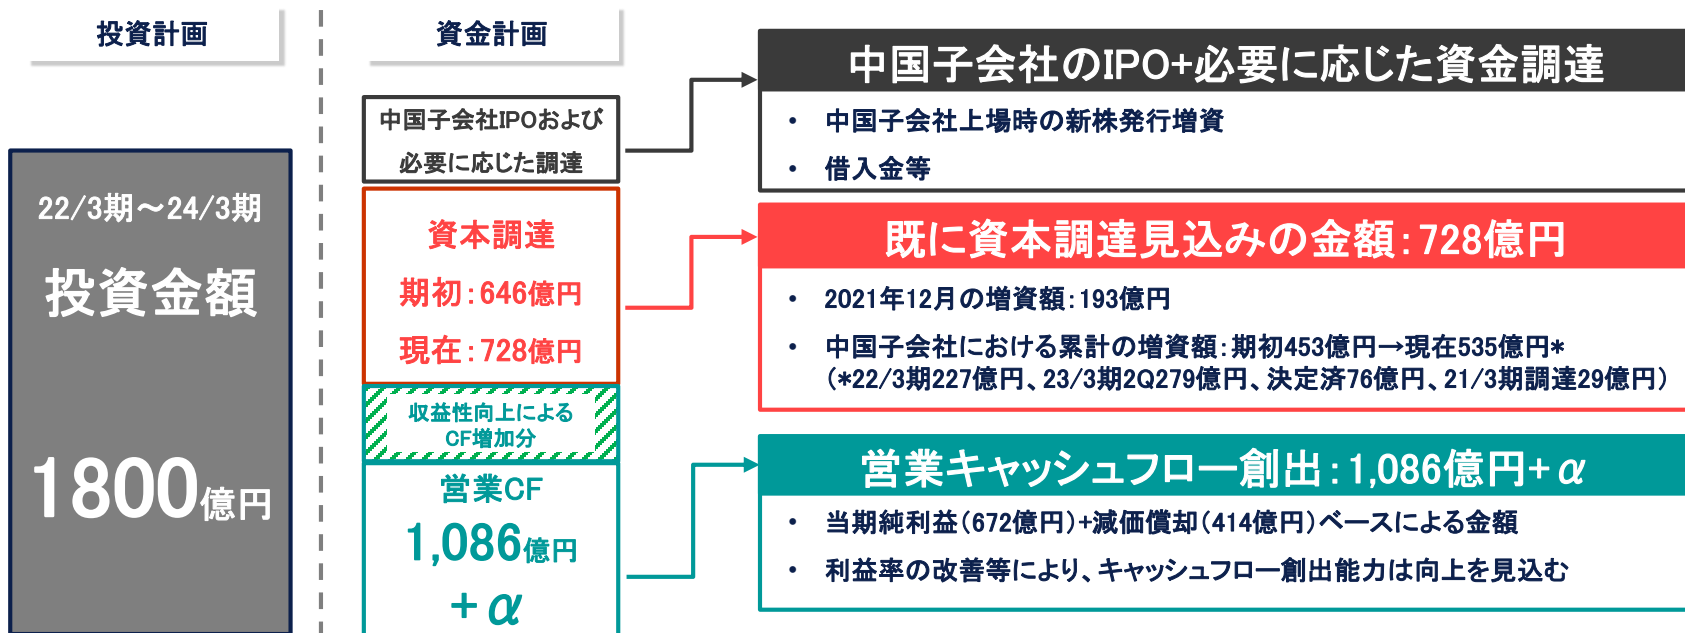 投資計画
22/3期～24/3期
投資金額
1800億円
資金計画
中国子会社IPOおよび
必要に応じた調達
資本調達
期初：646億円
現在：728億円
収益性向上による
CF増加分
営業CF
1,086億円
+α
中国子会社のIPO+必要に応じた資金調達
• 中国子会社上場時の新株発行増資
• 借入金等
既に資本調達見込みの金額：728億円
• 2021年12月の増資額：193億円
• 中国子会社における累計の増資額：期初453億円→現在535億円*
（*22/3期227億円、23/3期2Q279億円、決定済76億円、21/3期調達29億円）
営業キャッシュフロー創出：1,086億円+α
• 当期純利益（672億円）+減価償却（414億円）ベースによる金額
• 利益率の改善等により、キャッシュフロー創出能力は向上を見込む